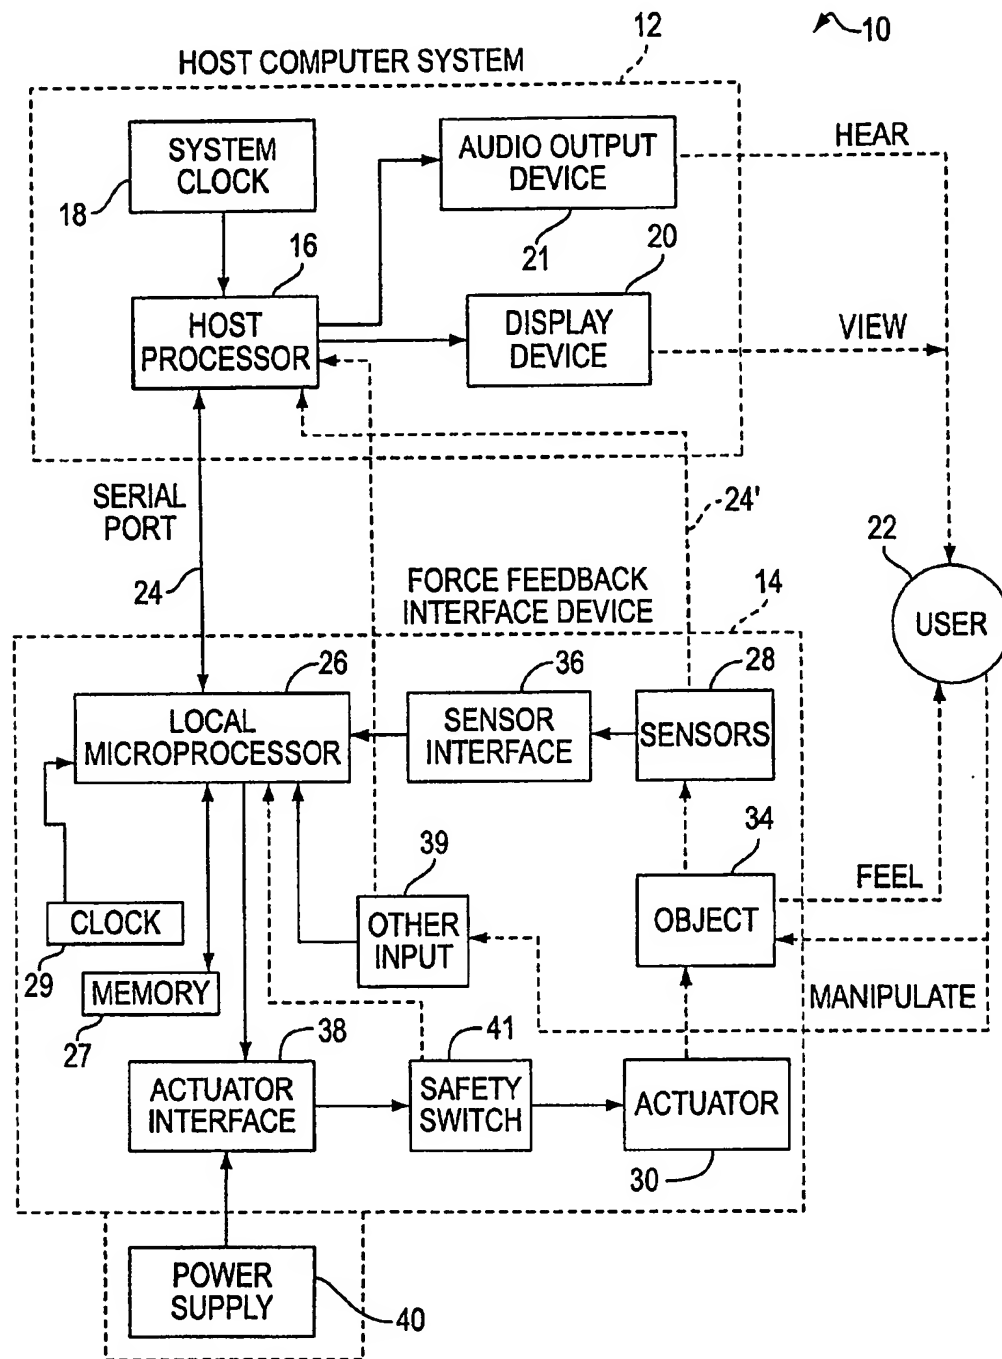 10
12
HOST COMPUTER SYSTEM
SYSTEM
CLOCK
18
AUDIO OUTPUT
DEVICE
21
HEAR
16
20
HOST
PROCESSOR
DISPLAY
DEVICE
VIEW
SERIAL
PORT
24
24'
22
USER
FORCE FEEDBACK
INTERFACE DEVICE
14
26
36
28
LOCAL
MICROPROCESSOR
SENSOR
INTERFACE
SENSORS
39
34
CLOCK
29
OTHER
INPUT
OBJECT
FEEL
MEMORY
27
MANIPULATE
38
41
ACTUATOR
INTERFACE
SAFETY
SWITCH
ACTUATOR
30
POWER
SUPPLY
40